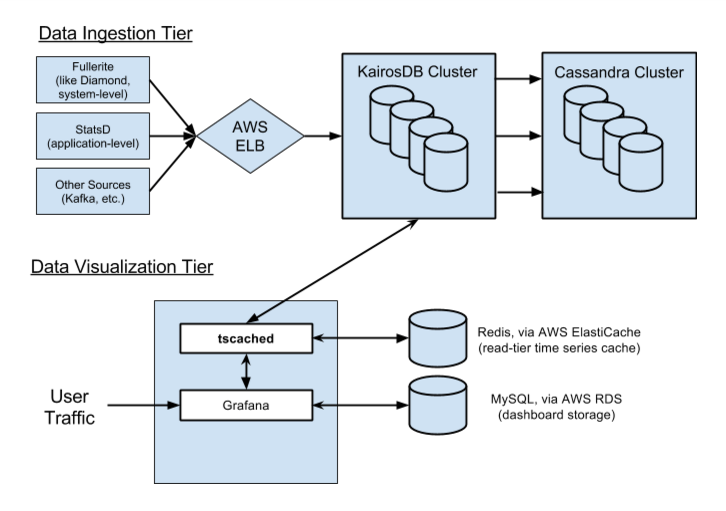 Data Ingestion Tier
Fullerite
(like Diamond,
system-level)
StatsD
(application-level)
Other Sources
(Kafka, etc.)
AWS
ELB
KairosDB Cluster
Cassandra Cluster
Data Visualization Tier
tscached
Redis, via AWS ElastiCache
(read-tier time series cache)
User
Traffic
Grafana
MySQL, via AWS RDS
(dashboard storage)